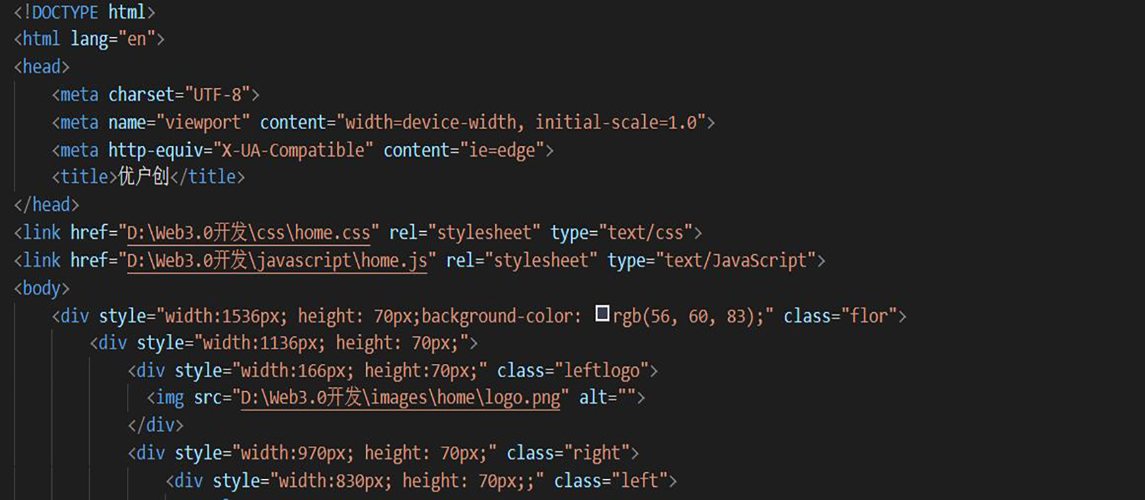 <!DOCTYPE html>
<html lang="en">
<head>
<meta charset="UTF-8">
<meta name="viewport" content="width=device-width, initial-scale=1.0">
<meta http-equiv="X-UA-Compatible" content="ie=edge">
<title>优户创</title>
</head>
<link href="D:\Web3.0开发\css\home.css" rel="stylesheet" type="text/css">
<link href="D:\Web3.0开发\javascript\home.js" rel="stylesheet" type="text/JavaScript">
<body>
<div style="width:1536px; height: 70px;background-color: rgb(56, 60, 83);" class="flor">
<div style="width:1136px; height: 70px;">
<div style="width:166px; height:70px;" class="leftlogo">
<img src="D:\Web3.0开发\images\home\logo.png" alt="">
</div>
<div style="width:970px; height: 70px;" class="right">
<div style="width:830px; height: 70px;;" class="left">